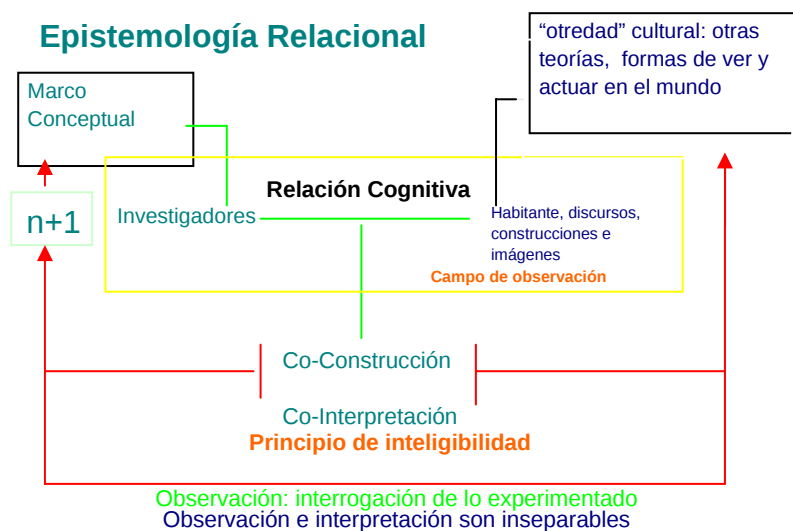 Epistemología Relacional
“otredad” cultural: otras
teorías, formas de ver y
actuar en el mundo
Marco
Conceptual
Relación Cognitiva
n+1
Investigadores
Habitante, discursos,
construcciones e
imágenes
Campo de observación
Co-Construcción
Co-Interpretación
Principio de inteligibilidad
Observación: interrogación de lo experimentado
Observación e interpretación son inseparables